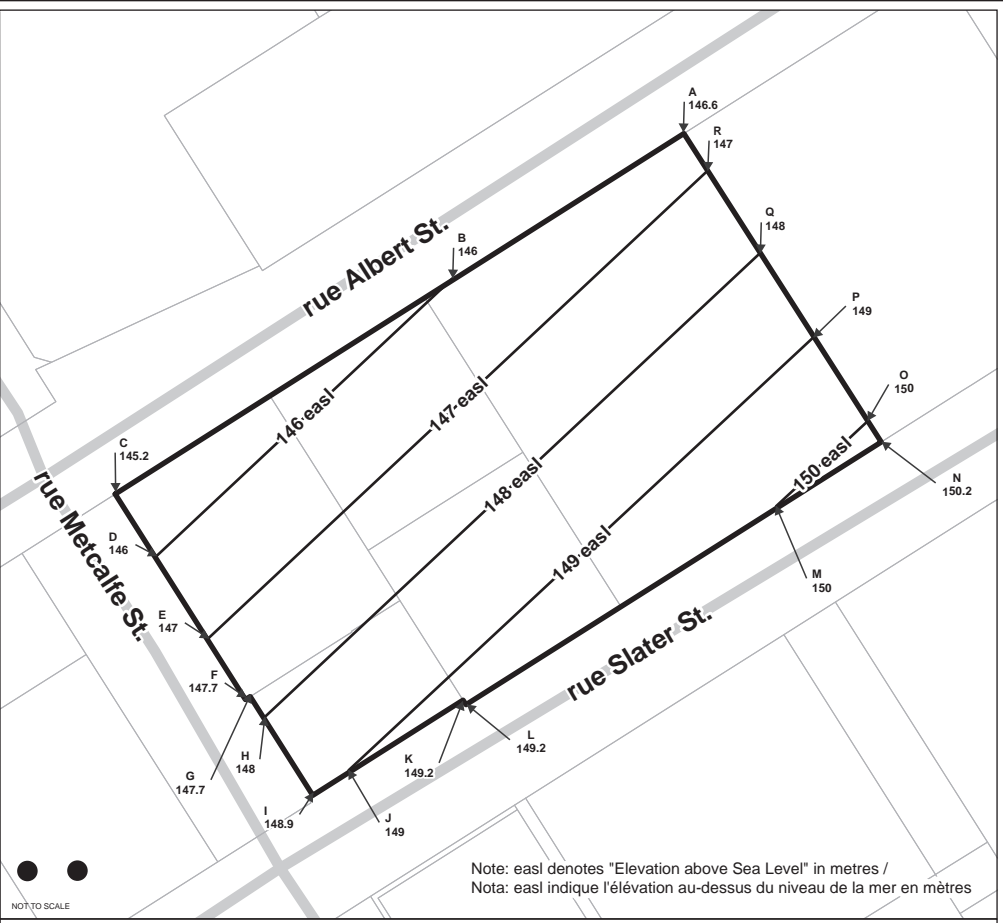 A
146.6
R
147
Q
148
B
146
rue Albert St.
P
149
O
150
146 easl
147 easl
C
145.2
148 easl
150 easl
N
150.2
rue Metcalfe St.
D
146
149 easl
M
150
E
147
rue Slater St.
F
147.7
L
149.2
K
149.2
H
148
G
147.7
I
148.9
J
149
Note: easl denotes "Elevation above Sea Level" in metres /
Nota: easl indique l'élévation au-dessus du niveau de la mer en mètres
NOT TO SCALE